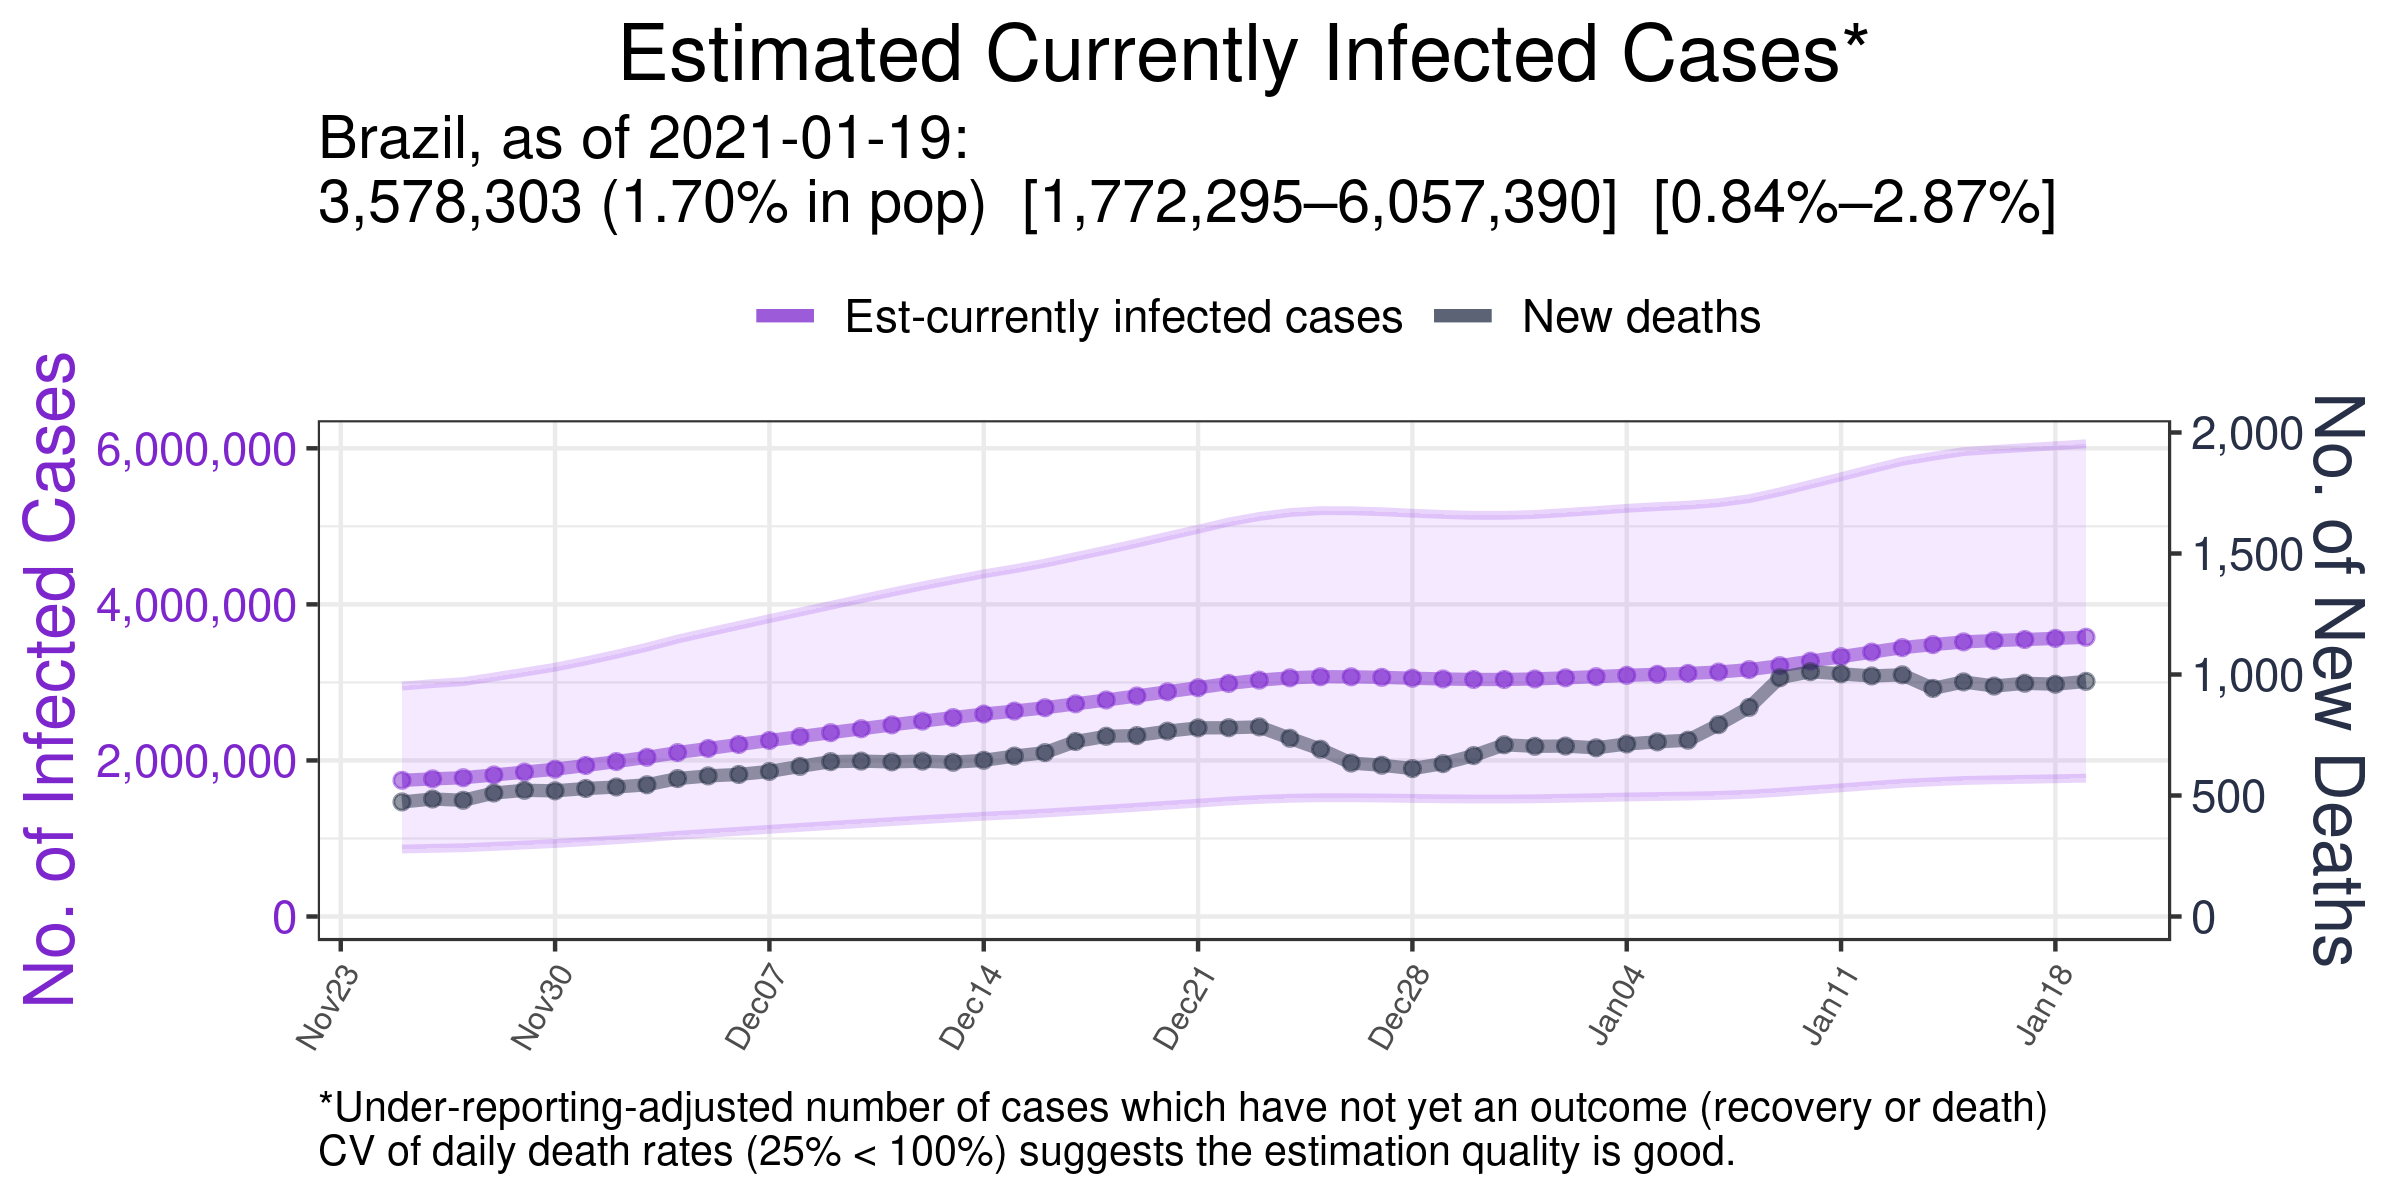 Estimated Currently Infected Cases*
Brazil, as of 2021-01-19:
3,578,303 (1.70% in pop) [1,772,295–6,057,390] [0.84%–2.87%]
Est-currently infected cases
New deaths
No. of Infected Cases
6,000,000
4,000,000
2,000,000
0
2,000
1,500
1,000
500
0
No. of New Deaths
Nov23
Nov30
Dec07
Dec14
Dec21
Dec28
Jan04
Jan11
Jan18
*Under-reporting-adjusted number of cases which have not yet an outcome (recovery or death)
CV of daily death rates (25% < 100%) suggests the estimation quality is good.